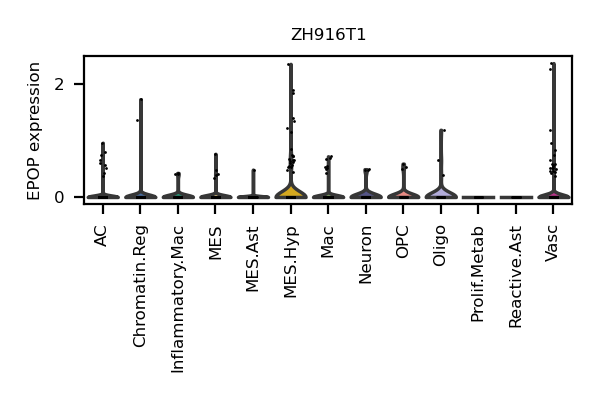 ZH916T1
EPOP expression
2
0
AC
Chromatin.Reg
Inflammatory.Mac
MES
MES.Ast
MES.Hyp
Mac
Neuron
OPC
Oligo
Prolif.Metab
Reactive.Ast
Vasc